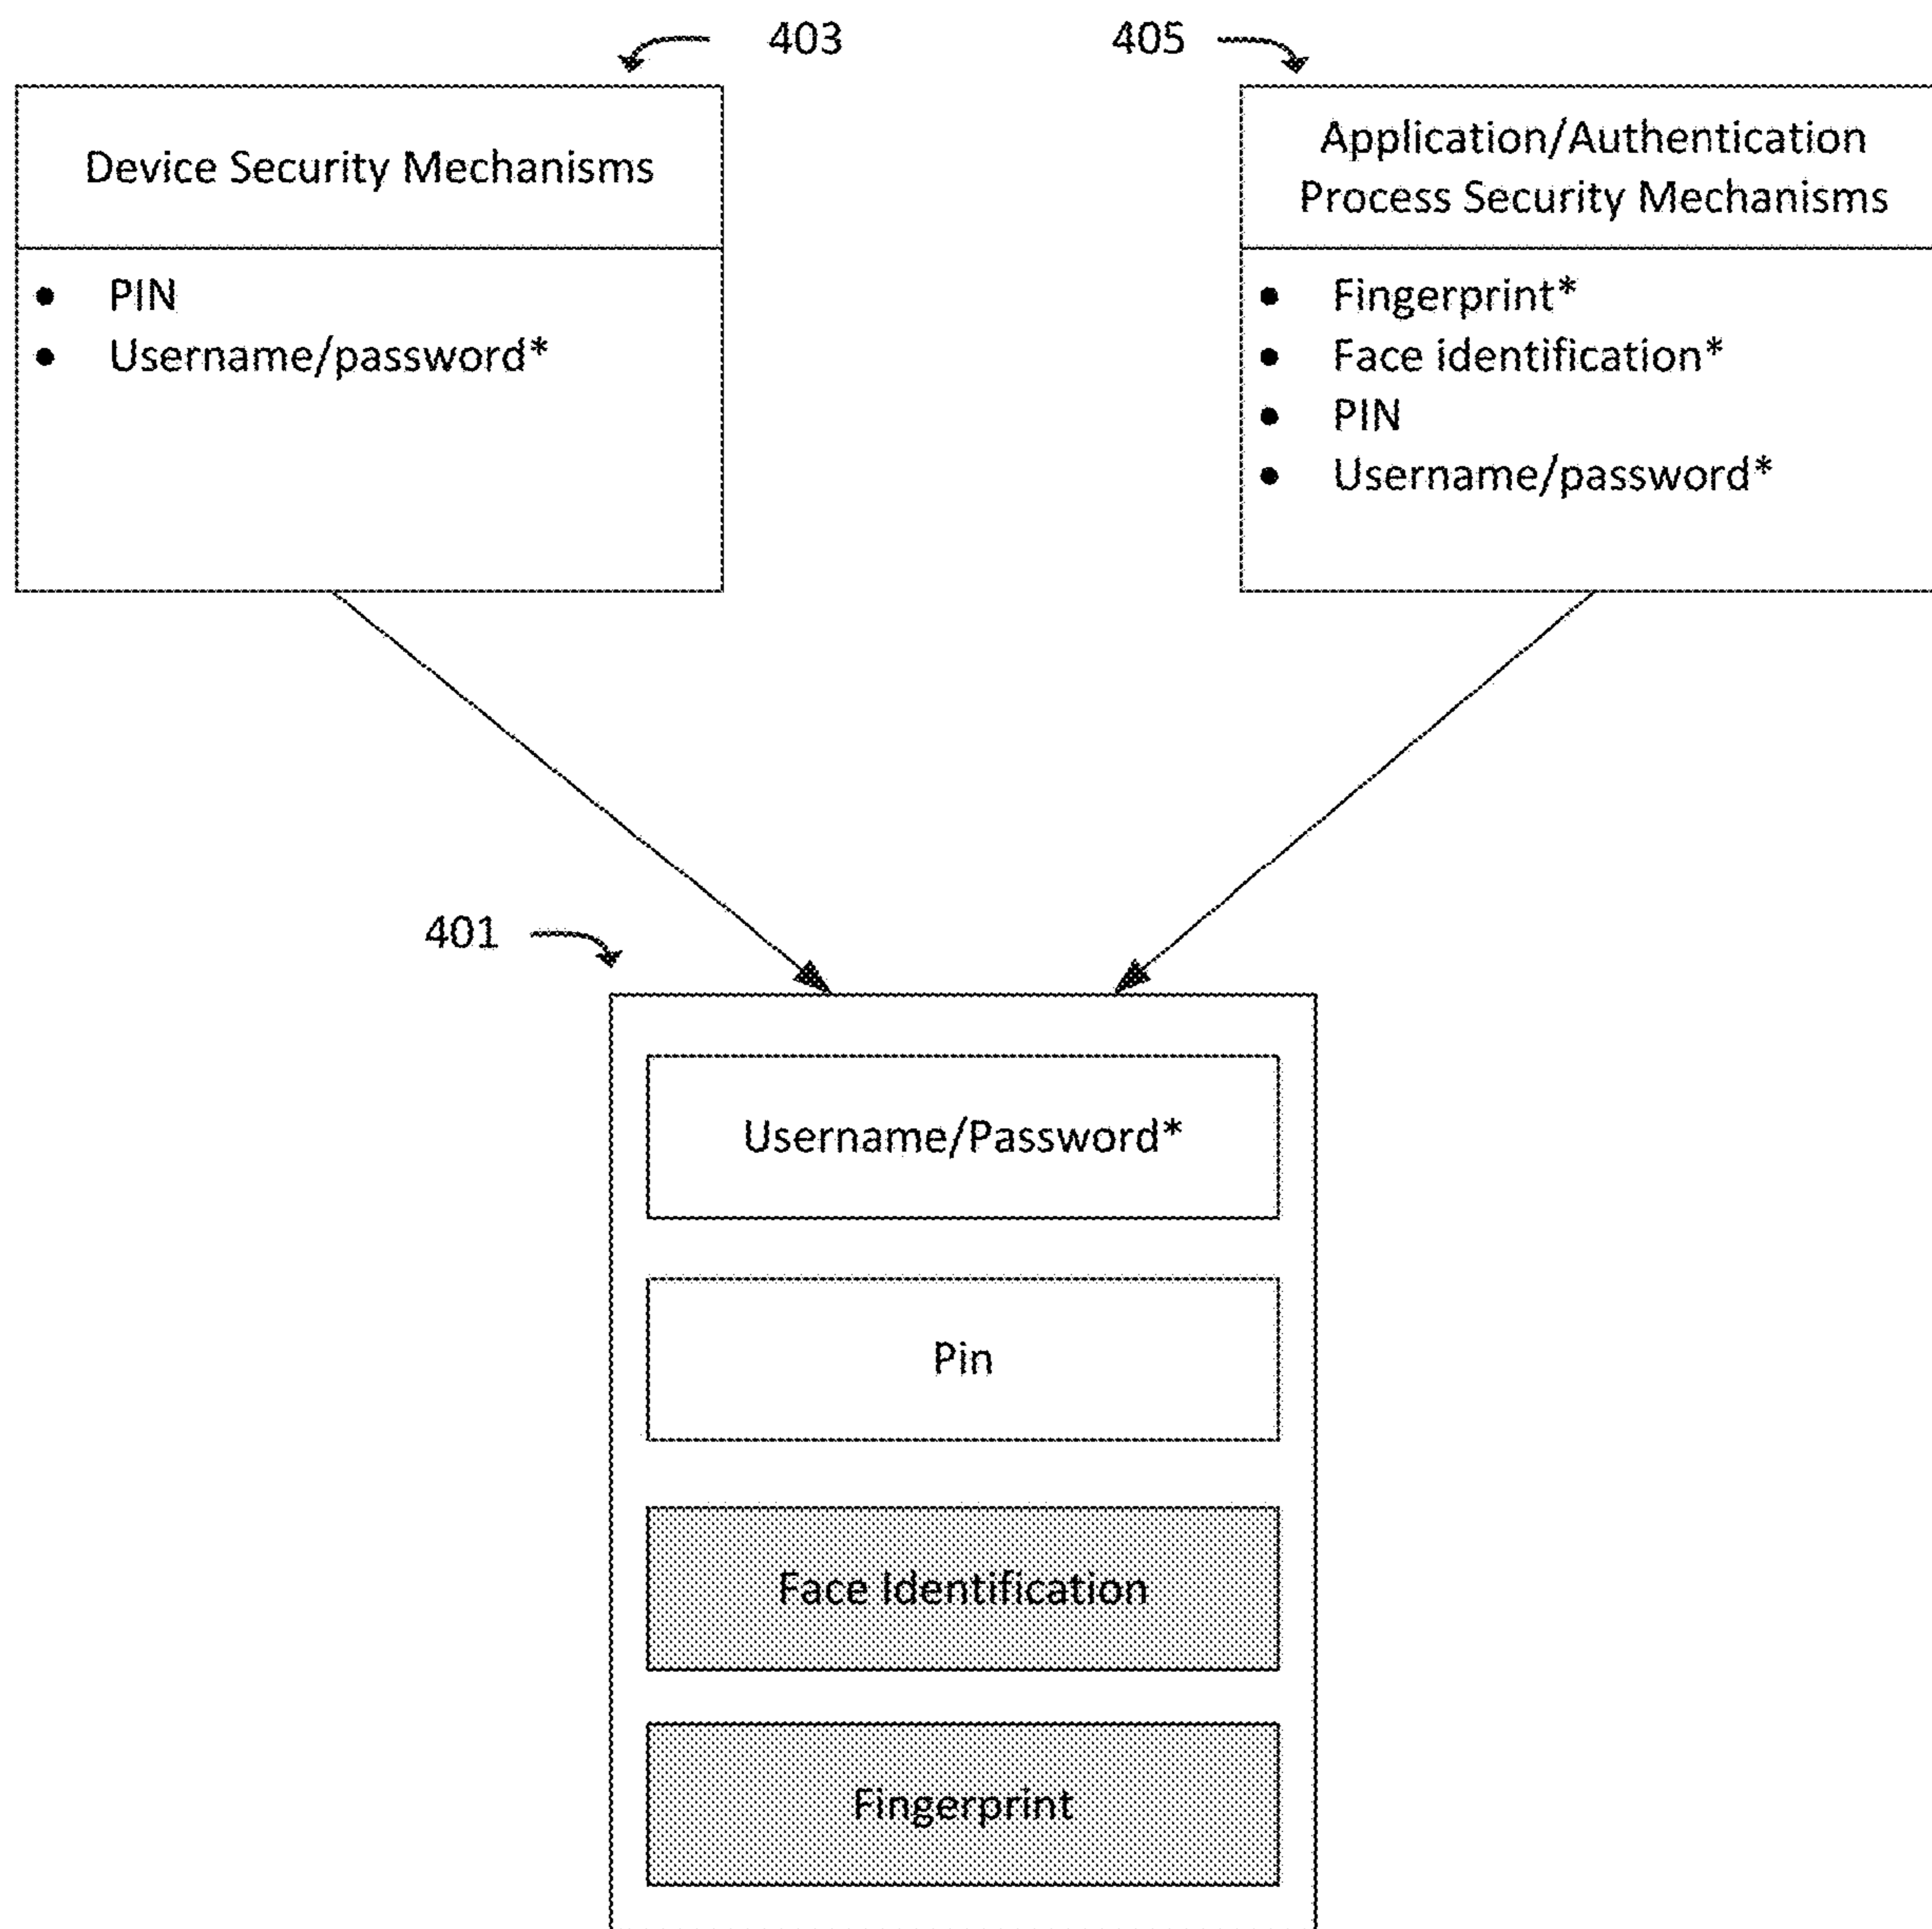 403
405
Device Security Mechanisms
• PIN
• Username/password*
Application/Authentication
Process Security Mechanisms
• Fingerprint*
• Face identification*
• PIN
• Username/password*
401
Username/Password*
Pin
Face Identification
Fingerprint